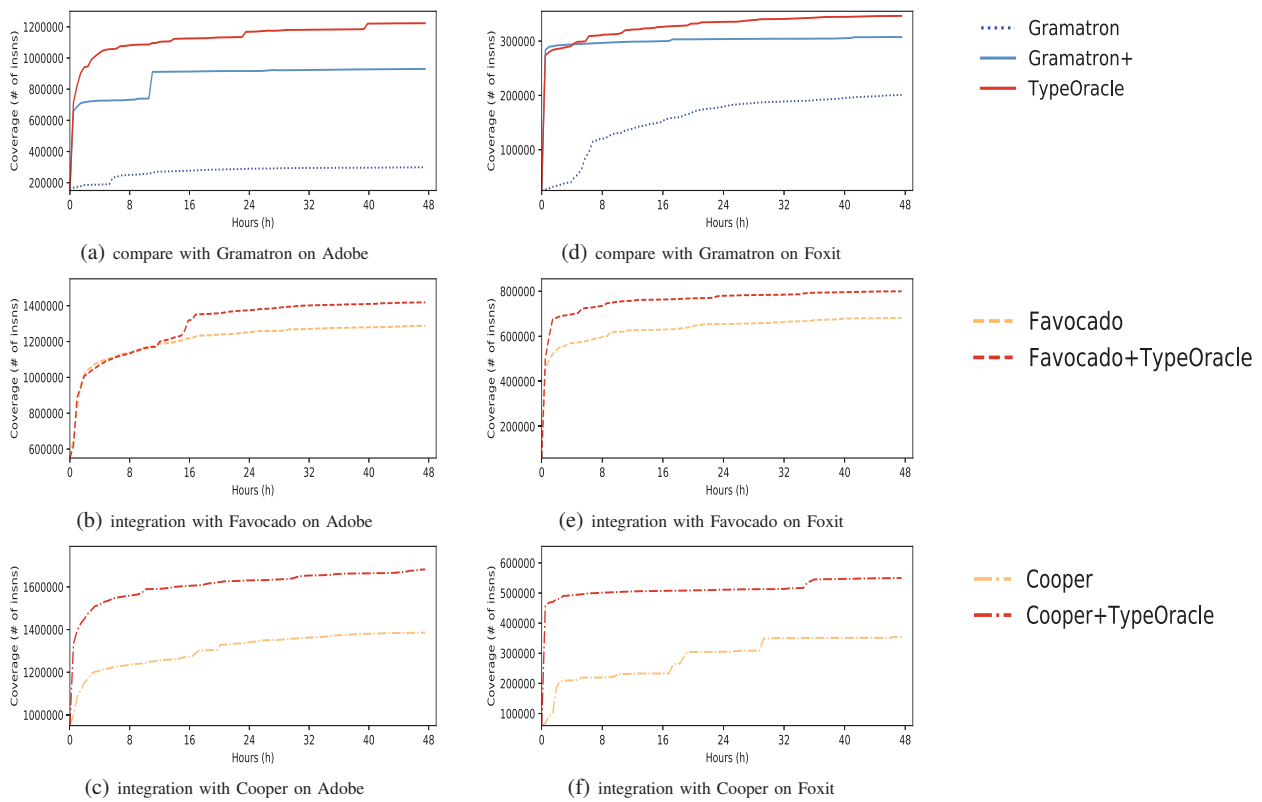 Coverage (# of insns)
1200000
1000000
800000
600000
400000
200000
0 8 16 24 32 40 48
Hours (h)
(a) compare with Gramatron on Adobe
Coverage (# of insns)
300000
200000
100000
0 8 16 24 32 40 48
Hours (h)
(d) compare with Gramatron on Foxit
Gramatron
Gramatron+
TypeOracle
Coverage (# of insns)
1400000
1200000
1000000
800000
600000
0 8 16 24 32 40 48
Hours (h)
(b) integration with Favocado on Adobe
Coverage (# of insns)
800000
600000
400000
200000
0 8 16 24 32 40 48
Hours (h)
(e) integration with Favocado on Foxit
Favocado
Favocado+TypeOracle
Coverage (# of insns)
1600000
1400000
1200000
1000000
0 8 16 24 32 40 48
Hours (h)
(c) integration with Cooper on Adobe
Coverage (# of insns)
600000
500000
400000
300000
200000
100000
0 8 16 24 32 40 48
Hours (h)
(f) integration with Cooper on Foxit
Cooper
Cooper+TypeOracle